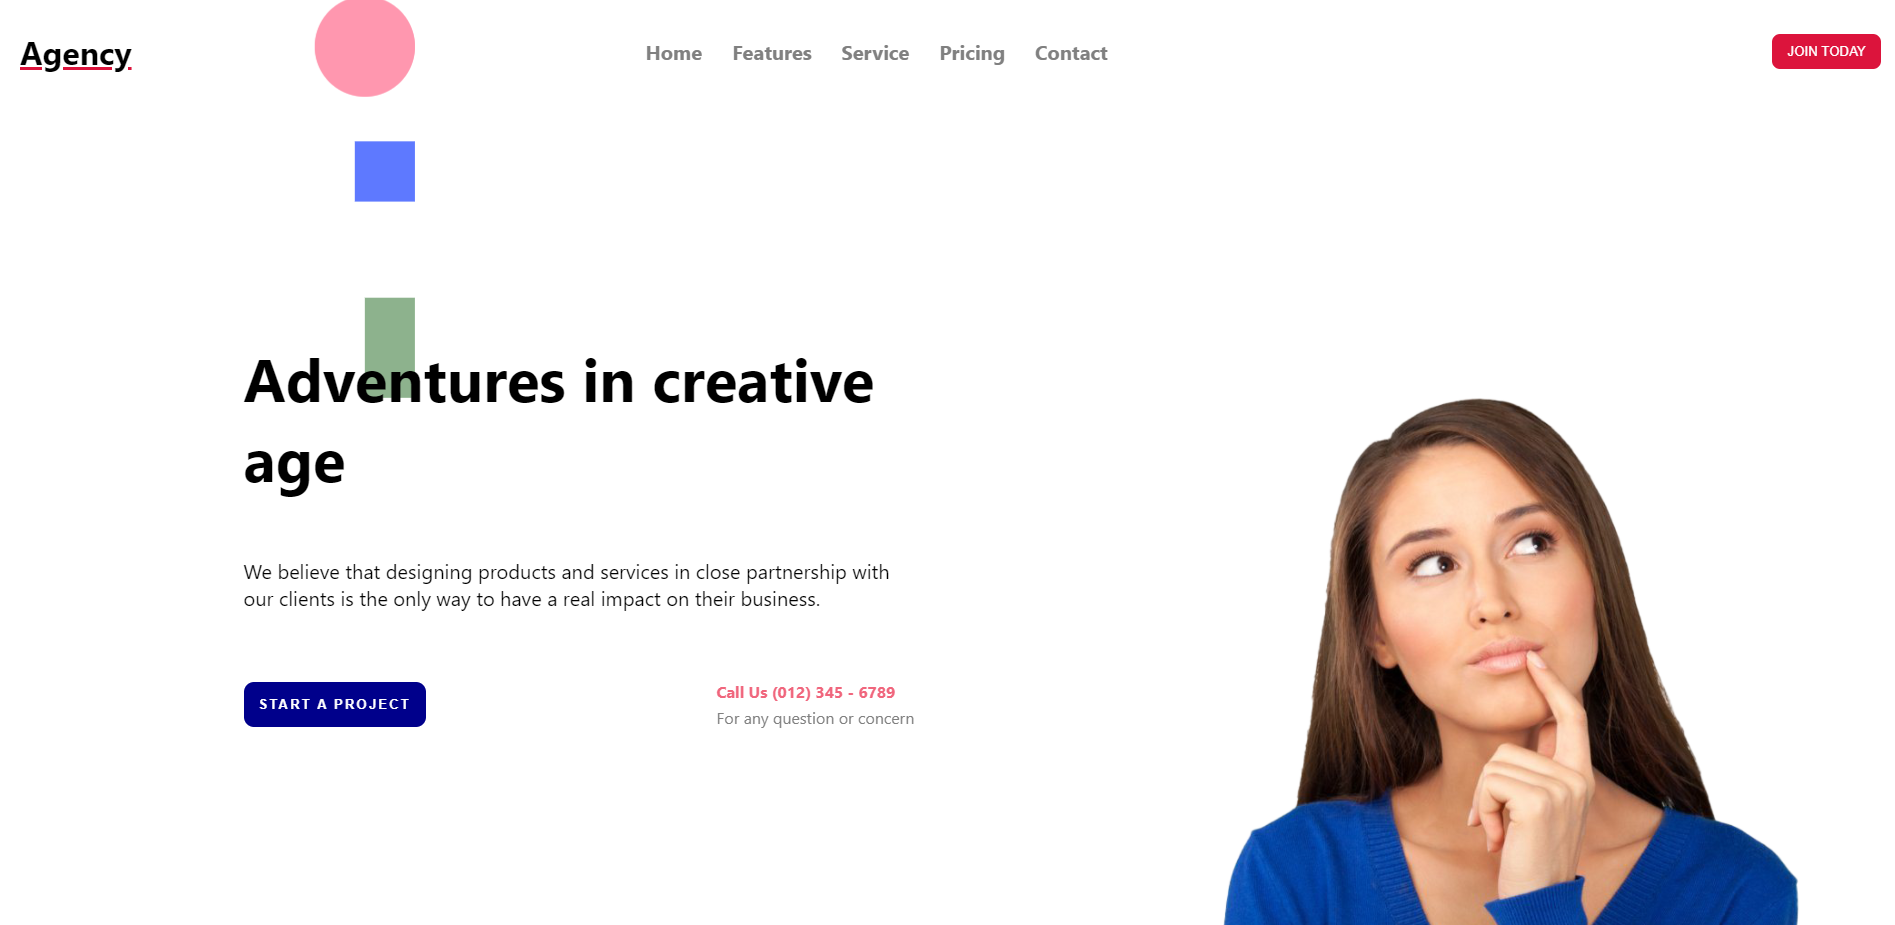 Agency
Home Features Service Pricing Contact
JOIN TODAY
Adventures in creative
age
We believe that designing products and services in close partnership with
our clients is the only way to have a real impact on their business.
START A PROJECT
Call Us (012) 345 - 6789
For any question or concern